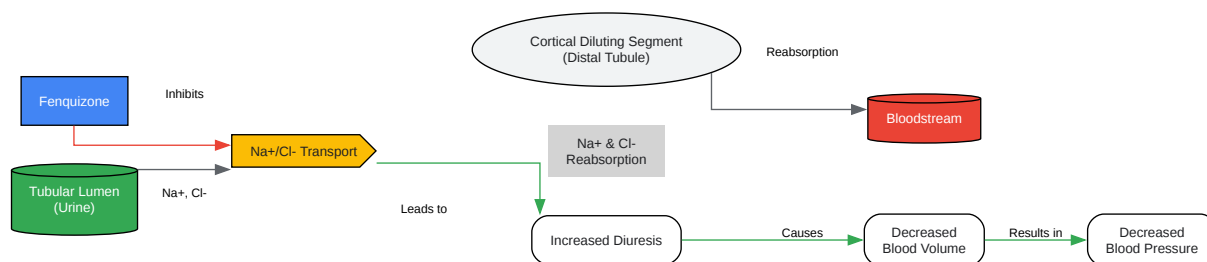 Cortical Diluting Segment
(Distal Tubule)
Reabsorption
Fenquizone
Inhibits
Bloodstream
Na+/Cl- Transport
Na+ & Cl-
Reabsorption
Tubular Lumen
(Urine)
Na+, Cl-
Leads to
Increased Diuresis
Causes
Decreased
Blood Volume
Results in
Decreased
Blood Pressure